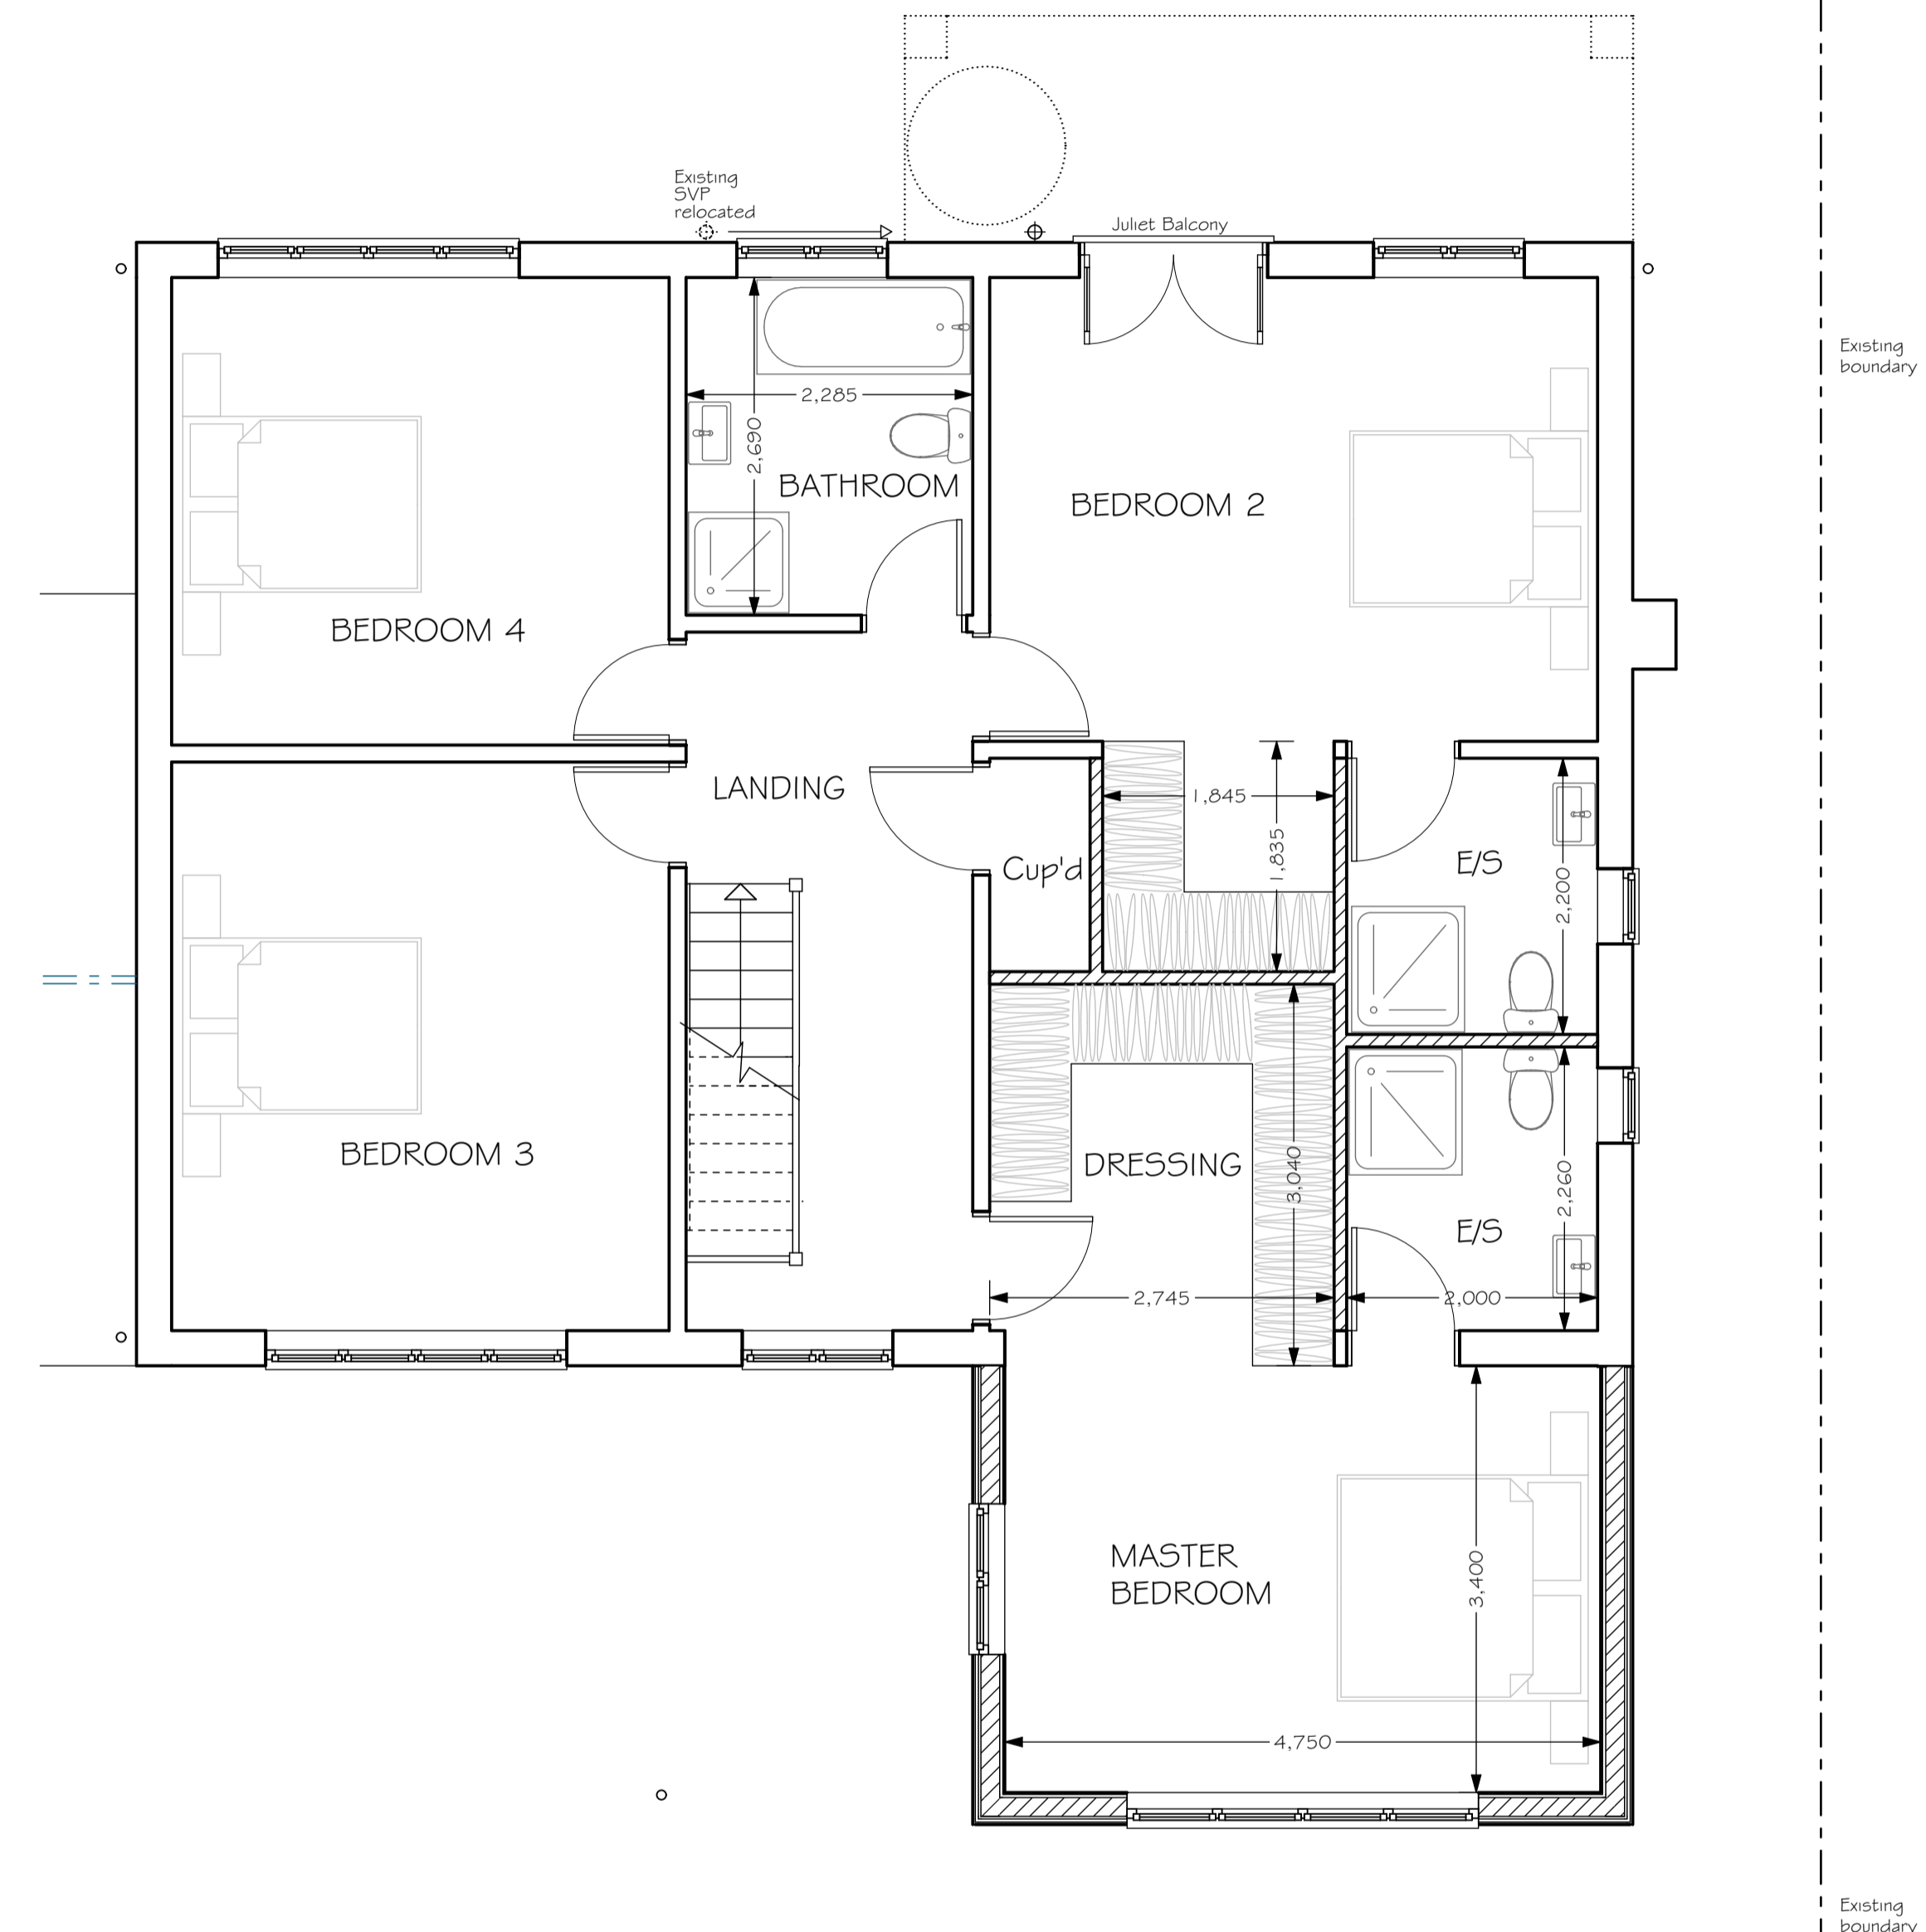 Existing
SVP
relocated
Juliet Balcony
Existing
boundary
2,285
2,690
BATHROOM
BEDROOM 2
BEDROOM 4
LANDING
1,845
1,835
Cup'd
E/S
2,200
BEDROOM 3
DRESSING
3,040
2,260
E/S
2,745
2,000
MASTER
BEDROOM
3,400
4,750
Existing
boundary